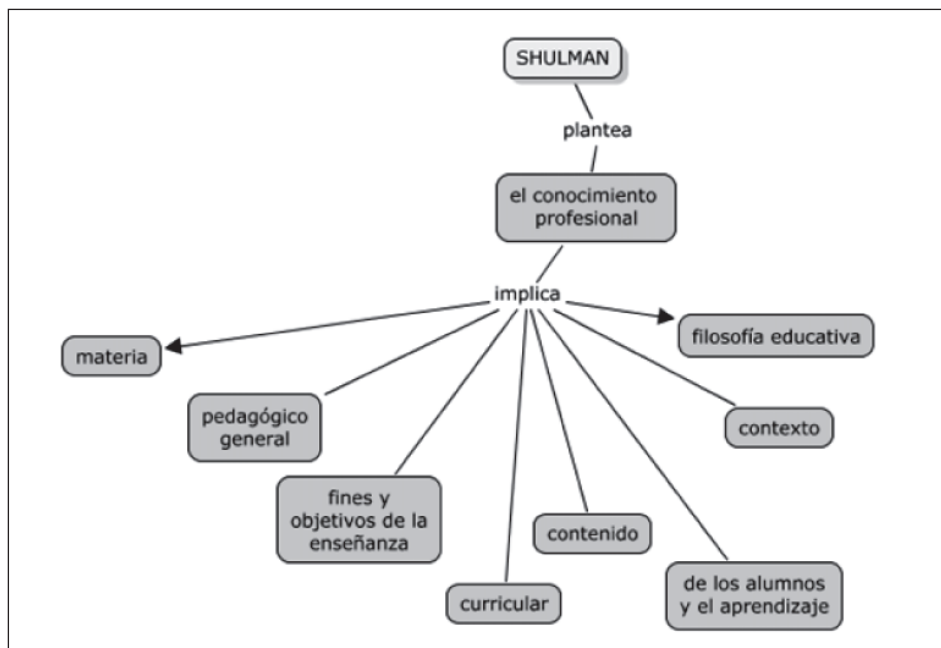 SHULMAN
plantea
el conocimiento
profesional
implica
materia
filosofía educativa
pedagógico
general
contexto
fines y
objetivos de la
enseñanza
contenido
curricular
de los alumnos
y el aprendizaje